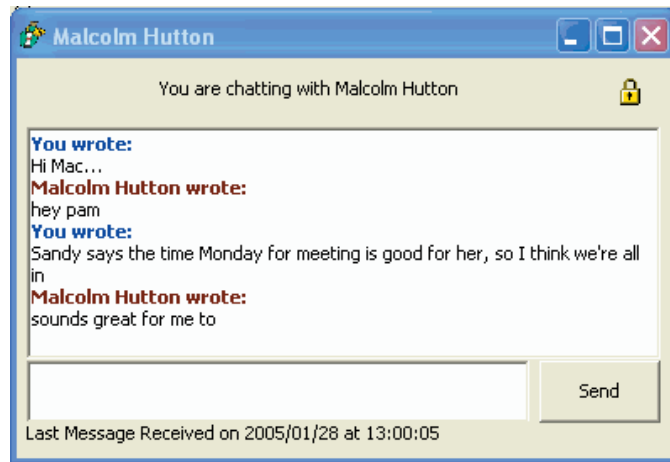 Malcolm Hutton
You are chatting with Malcolm Hutton
You wrote:
Hi Mac...
Malcolm Hutton wrote:
hey pam
You wrote:
Sandy says the time Monday for meeting is good for her, so I think we're all
in
Malcolm Hutton wrote:
sounds great for me to
Send
Last Message Received on 2005/01/28 at 13:00:05